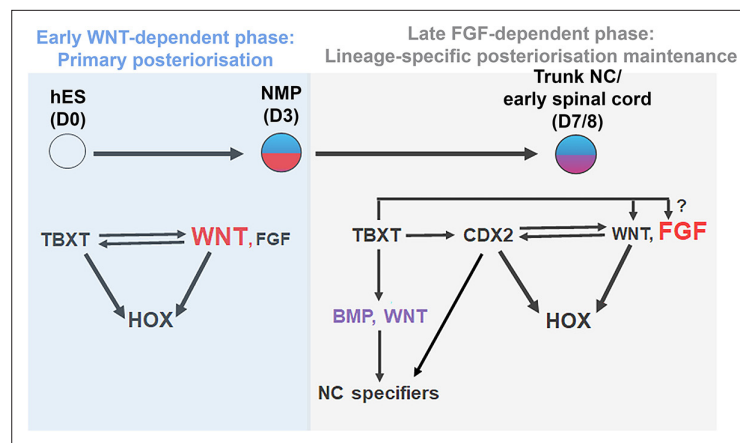 Early WNT-dependent phase:
Primary posteriorisation
hES
(D0)
NMP
(D3)
TBXT
WNT, FGF
HOX
Late FGF-dependent phase:
Lineage-specific posteriorisation maintenance
Trunk NC/
early spinal cord
(D7/8)
?
TBXT
CDX2
WNT, FGF
BMP, WNT
HOX
NC specifiers